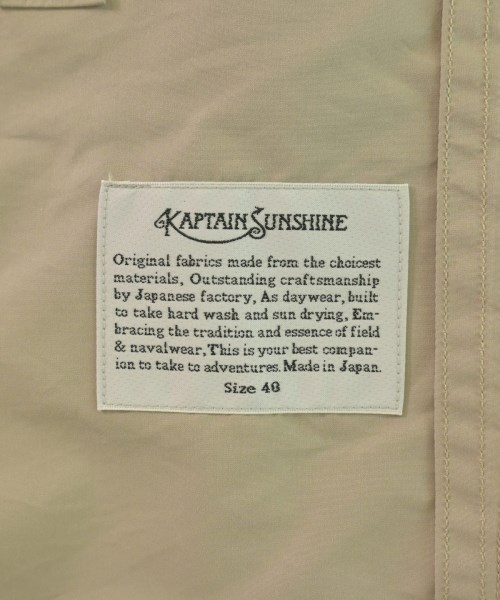 KAPTAIN SUNSHINE
Original fabrics made from the choicest
materials, Outstanding craftsmanship
by Japanese factory, As daywear, built
to take hard wash and sun drying, Em-
bracing the tradition and essence of field
& navalwear, This is your best compan-
ion to take to adventures. Made in Japan.
Size 40